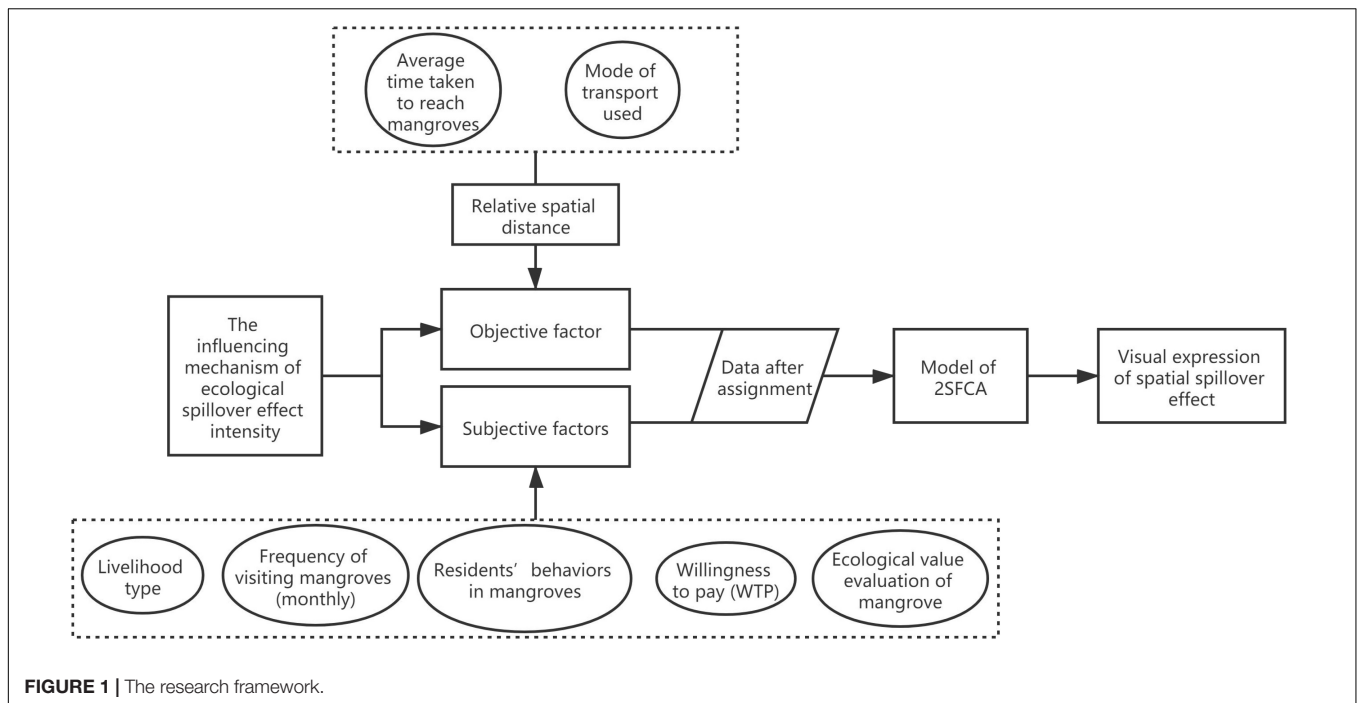 Average
time taken
to reach
mangroves
Mode of
transport
used
Relative spatial
distance
The
influencing
mechanism of
ecological
spillover effect
intensity
Objective factor
Subjective factors
Data after
assignment
Model of
2SFCA
Visual expression
of spatial spillover
effect
Livelihood
type
Frequency of
visiting mangroves
(monthly)
Residents’ behaviors
in mangroves
Willingness
to pay (WTP)
Ecological value
evaluation of
mangrove
FIGURE 1 | The research framework.